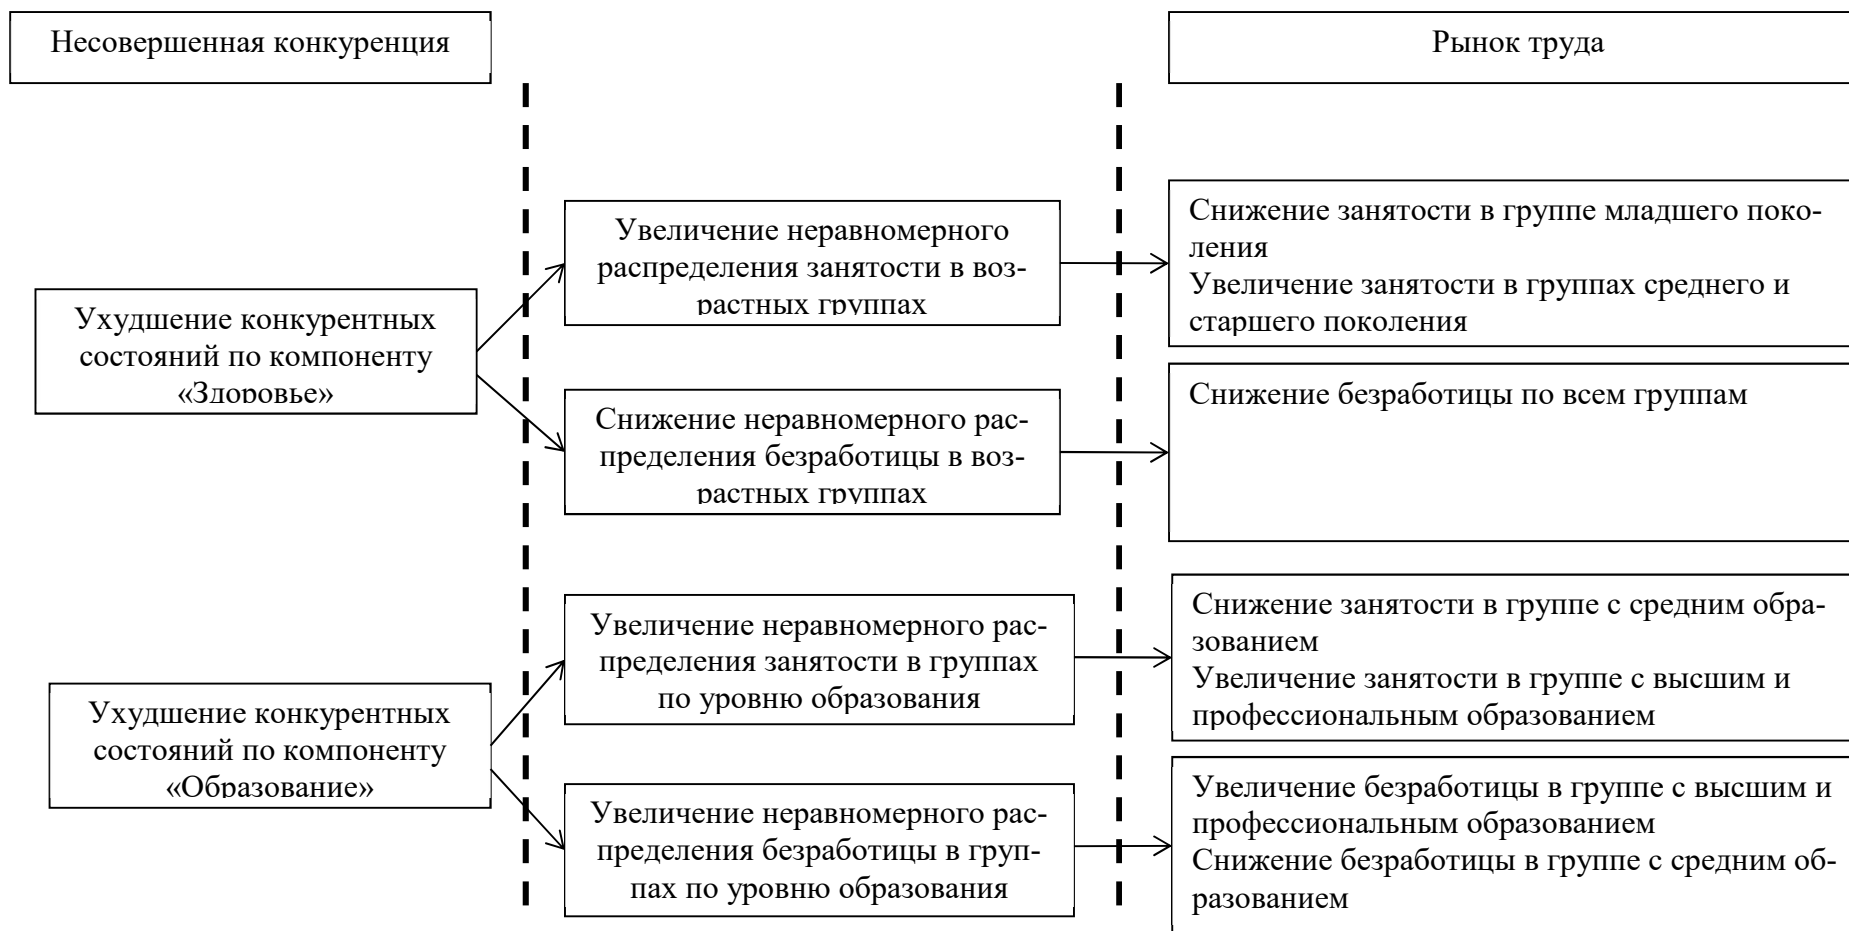 Несовершенная конкуренция
Рынок труда
Ухудшение конкурентных
состояний по компоненту
«Здоровье»
Увеличение неравномерного
распределения занятости в воз-
растных группах
Снижение занятости в группе младшего поко-
ления
Увеличение занятости в группах среднего и
старшего поколения
Снижение неравномерного рас-
пределения безработицы в воз-
растных группах
Снижение безработицы по всем группам
Ухудшение конкурентных
состояний по компоненту
«Образование»
Увеличение неравномерного рас-
пределения занятости в группах
по уровню образования
Снижение занятости в группе с средним обра-
зованием
Увеличение занятости в группе с высшим и
профессиональным образованием
Увеличение неравномерного рас-
пределения безработицы в груп-
пах по уровню образования
Увеличение безработицы в группе с высшим и
профессиональным образованием
Снижение безработицы в группе с средним об-
разованием